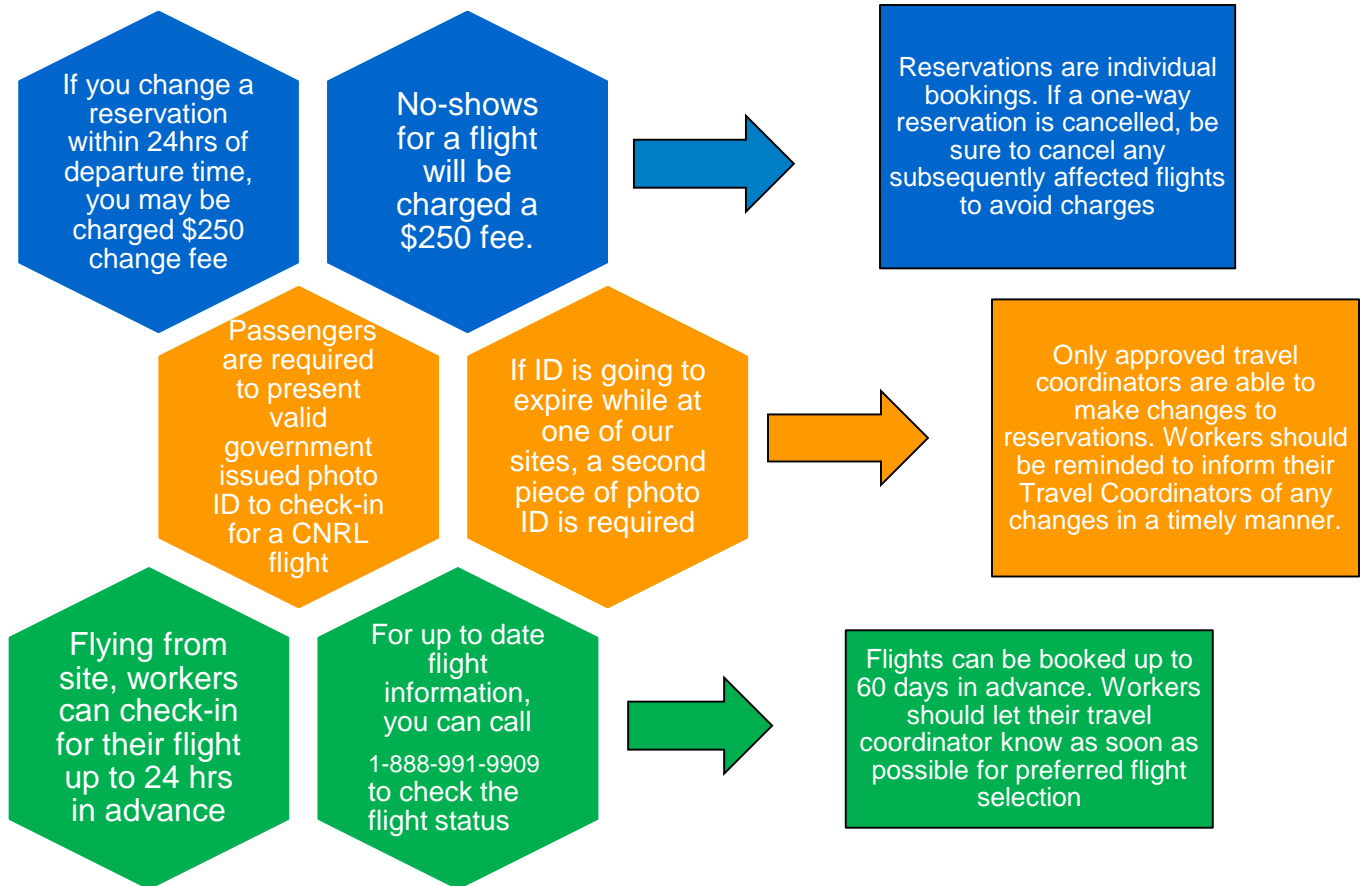 If you change a
reservation
within 24hrs of
departure time,
you may be
charged $250
change fee
No-shows
for a flight
will be
charged a
$250 fee.
Reservations are individual
bookings. If a one-way
reservation is cancelled, be
sure to cancel any
subsequently affected flights
to avoid charges
Passengers
are required
to present
valid
government
issued photo
ID to check-in
for a CNRL
flight
If ID is going to
expire while at
one of our
sites, a second
piece of photo
ID is required
Only approved travel
coordinators are able to
make changes to
reservations. Workers should
be reminded to inform their
Travel Coordinators of any
changes in a timely manner.
Flying from
site, workers
can check-in
for their flight
up to 24 hrs
in advance
For up to date
flight
information,
you can call
1-888-991-9909
to check the
flight status
Flights can be booked up to
60 days in advance. Workers
should let their travel
coordinator know as soon as
possible for preferred flight
selection